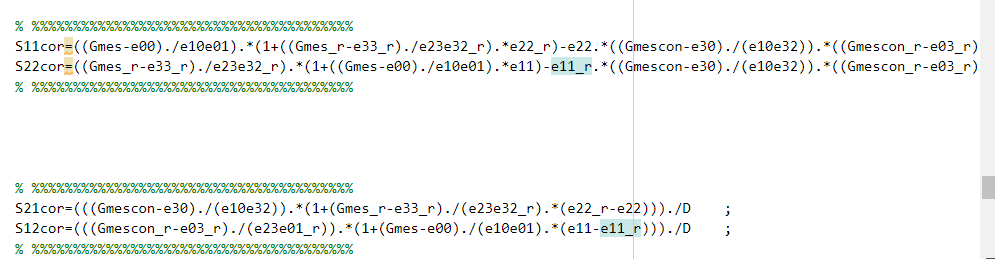 % %%%%%%%%%%%%%%%%%%%%%%%%%%%%%%%%%%%%%%%
S11cor=((Gmes-e00)./e10e01).*(1+((Gmes_r-e33_r)./e23e32_r).*e22_r)-e22.*((Gmescon-e30)./(e10e32)).*((Gmescon_r-e03_r)
S22cor=((Gmes_r-e33_r)./e23e32_r).*(1+((Gmes-e00)./e10e01).*e11)-e11_r.*((Gmescon-e30)./(e10e32)).*((Gmescon_r-e03_r)
% %%%%%%%%%%%%%%%%%%%%%%%%%%%%%%%%%%%%%%%
% %%%%%%%%%%%%%%%%%%%%%%%%%%%%%%%%%%%%%%%
S21cor=(((Gmescon-e30)./(e10e32)).*(1+(Gmes_r-e33_r)./(e23e32_r).*(e22_r-e22)))./D    ;
S12cor=(((Gmescon_r-e03_r)./(e23e01_r)).*(1+(Gmes-e00)./(e10e01).*(e11-e11_r)))./D    ;
% %%%%%%%%%%%%%%%%%%%%%%%%%%%%%%%%%%%%%%%